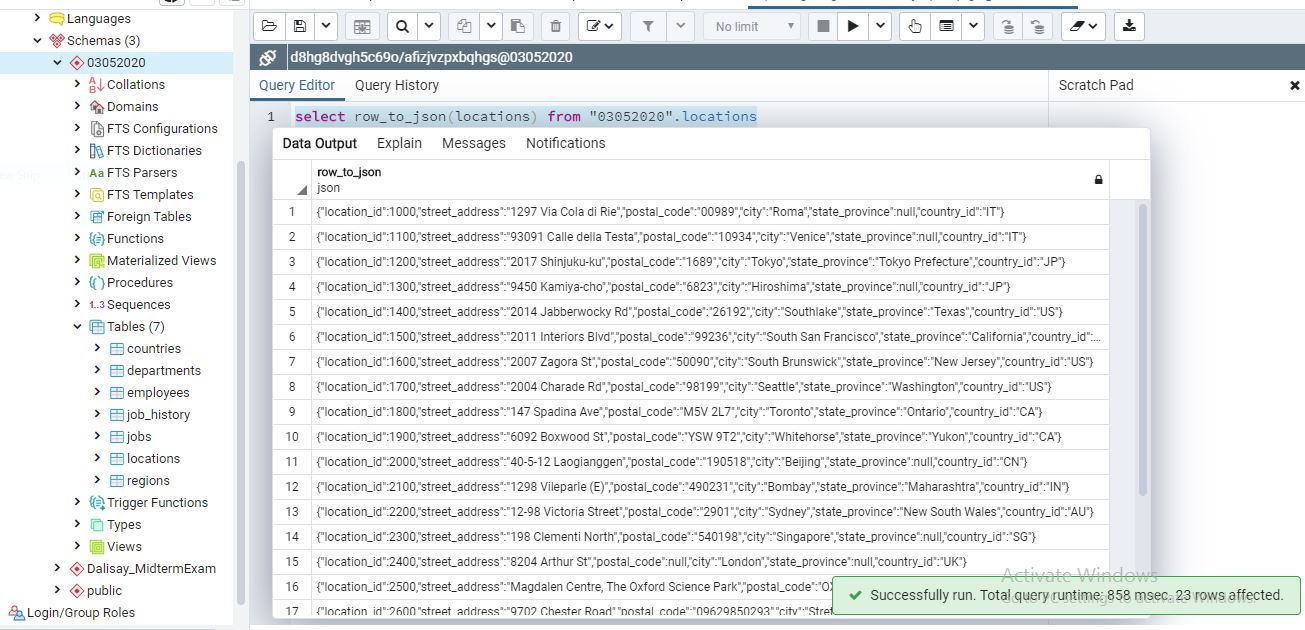 Languages
Schemas (3)
03052020
Collations
Domains
FTS Configurations
FTS Dictionaries
FTS Parsers
FTS Templates
Foreign Tables
Functions
Materialized Views
Procedures
1..3 Sequences
Tables (7)
countries
departments
employees
job_history
jobs
locations
regions
Trigger Functions
Types
Views
Dalisay_MidtermExam
public
Login/Group Roles
No limit
d8hg8dvgh5c69o/afizjvzpxbqhgs@03052020
Query Editor Query History
Scratch Pad
1 select row_to_json(locations) from "03052020".locations
Data Output Explain Messages Notifications
row_to_json
json
1 {"location_id":1000,"street_address":"1297 Via Cola di Rie","postal_code":"00989","city":"Roma","state_province":null,"country_id":"IT"}
2 {"location_id":1100,"street_address":"93091 Calle della Testa","postal_code":"10934","city":"Venice","state_province":null,"country_id":"IT"}
3 {"location_id":1200,"street_address":"2017 Shinjuku-ku","postal_code":"1689","city":"Tokyo","state_province":"Tokyo Prefecture","country_id":"JP"}
4 {"location_id":1300,"street_address":"9450 Kamiya-cho","postal_code":"6823","city":"Hiroshima","state_province":null,"country_id":"JP"}
5 {"location_id":1400,"street_address":"2014 Jabberwocky Rd","postal_code":"26192","city":"Southlake","state_province":"Texas","country_id":"US"}
6 {"location_id":1500,"street_address":"2011 Interiors Blvd","postal_code":"99236","city":"South San Francisco","state_province":"California","country_id":...
7 {"location_id":1600,"street_address":"2007 Zagora St","postal_code":"50090","city":"South Brunswick","state_province":"New Jersey","country_id":"US"}
8 {"location_id":1700,"street_address":"2004 Charade Rd","postal_code":"98199","city":"Seattle","state_province":"Washington","country_id":"US"}
9 {"location_id":1800,"street_address":"147 Spadina Ave","postal_code":"M5V 2L7","city":"Toronto","state_province":"Ontario","country_id":"CA"}
10 {"location_id":1900,"street_address":"6092 Boxwood St","postal_code":"YSW 9T2","city":"Whitehorse","state_province":"Yukon","country_id":"CA"}
11 {"location_id":2000,"street_address":"40-5-12 Laogianggen","postal_code":"190518","city":"Beijing","state_province":null,"country_id":"CN"}
12 {"location_id":2100,"street_address":"1298 Vileparle (E)","postal_code":"490231","city":"Bombay","state_province":"Maharashtra","country_id":"IN"}
13 {"location_id":2200,"street_address":"12-98 Victoria Street","postal_code":"2901","city":"Sydney","state_province":"New South Wales","country_id":"AU"}
14 {"location_id":2300,"street_address":"198 Clementi North","postal_code":"540198","city":"Singapore","state_province":null,"country_id":"SG"}
15 {"location_id":2400,"street_address":"8204 Arthur St","postal_code":null,"city":"London","state_province":null,"country_id":"UK"}
16 {"location_id":2500,"street_address":"Magdalen Centre, The Oxford Science Park","postal_code":"OX
17 {"location_id":2600,"street_address":"9702 Chester Road","postal_code":"09629850293","city":"Stret
Activate Windows
Go to PC settings to activate Windows.
Successfully run. Total query runtime: 858 msec. 23 rows affected.